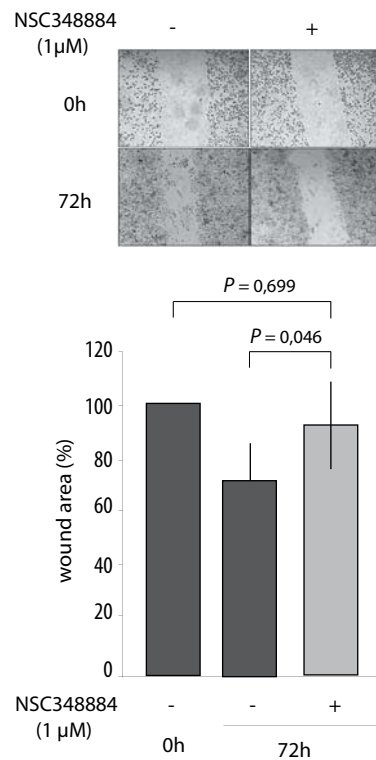 NSC348884 - +
(1µM)
0h
72h
P = 0,699
P = 0,046
120
100
80
60
40
20
0
wound area (%)
NSC348884 - - +
(1 µM)
0h 72h